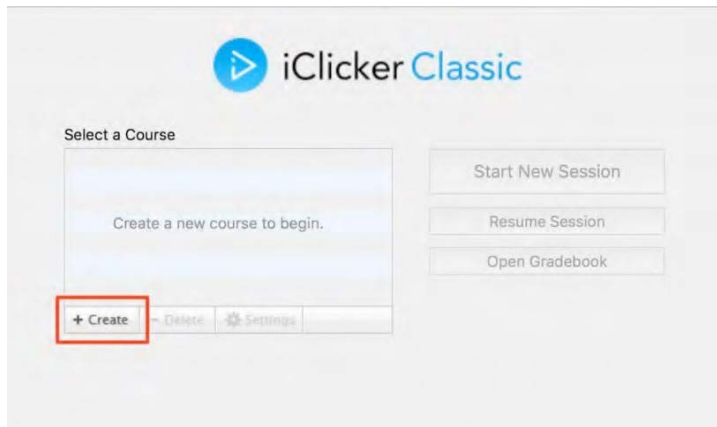 iClicker Classic
Select a Course
Create a new course to begin.
+ Create
- Delete
Settings
Start New Session
Resume Session
Open Gradebook